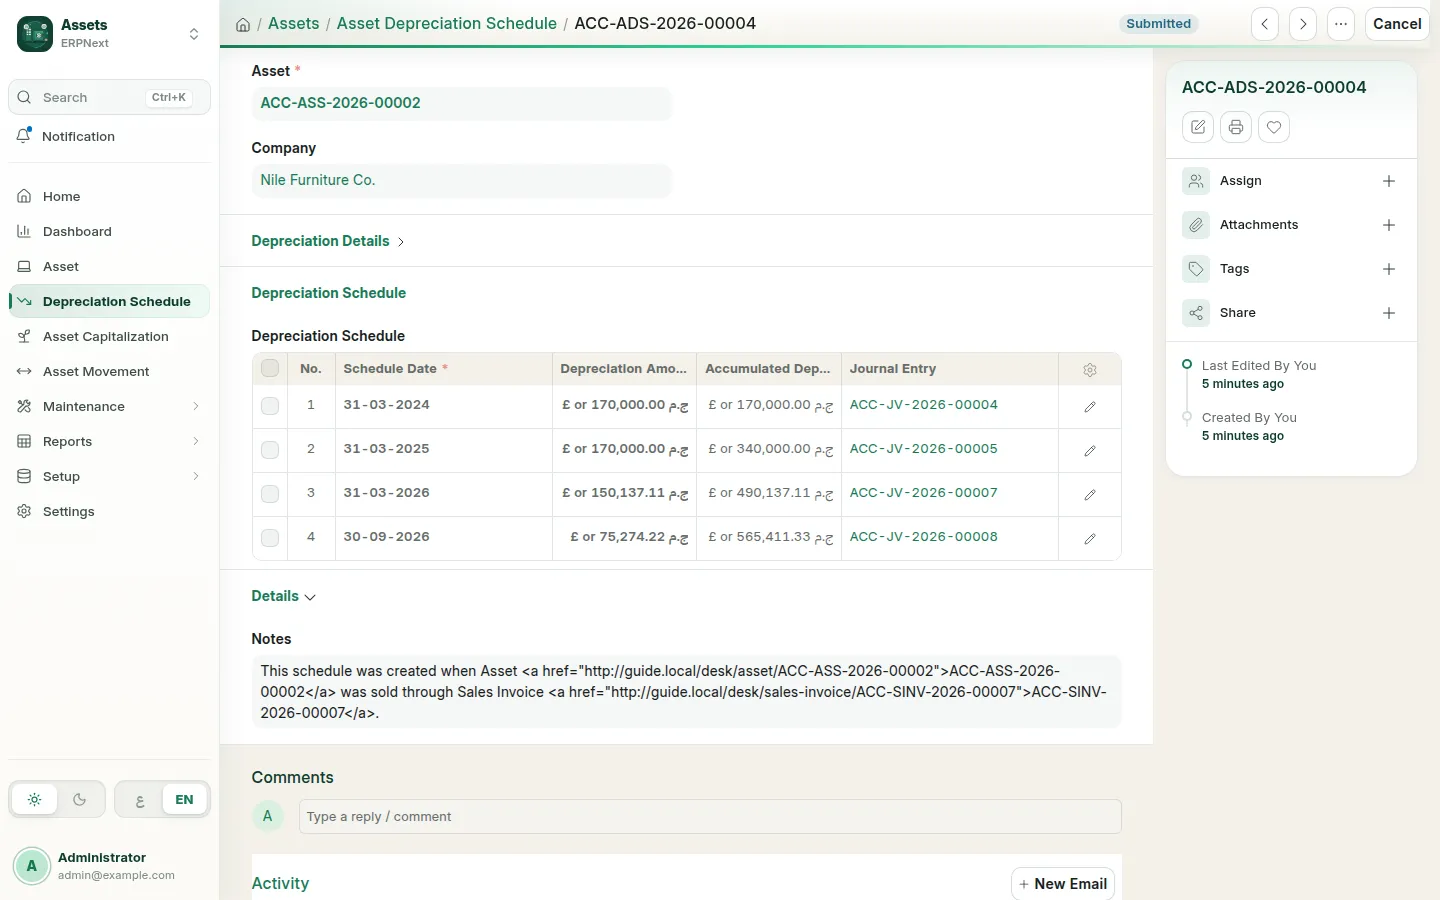 Assets
ERPNext
Search
Ctrl+K
Notification
Home
Dashboard
Asset
Depreciation Schedule
Asset Capitalization
Asset Movement
Maintenance
Reports
Setup
Settings
ع
EN
A
Administrator
admin@example.com
/ Assets / Asset Depreciation Schedule / ACC-ADS-2026-00004
Submitted
Cancel
Asset *
ACC-ASS-2026-00002
Company
Nile Furniture Co.
Depreciation Details
Depreciation Schedule
Depreciation Schedule
No. Schedule Date * Depreciation Amo... Accumulated Dep... Journal Entry
1 31-03-2024 £ or 170,000.00 ج.م £ or 170,000.00 ج.م ACC-JV-2026-00004
2 31-03-2025 £ or 170,000.00 ج.م £ or 340,000.00 ج.م ACC-JV-2026-00005
3 31-03-2026 £ or 150,137.11 ج.م £ or 490,137.11 ج.م ACC-JV-2026-00007
4 30-09-2026 £ or 75,274.22 ج.م £ or 565,411.33 ج.م ACC-JV-2026-00008
Details
Notes
This schedule was created when Asset <a href="http://guide.local/desk/asset/ACC-ASS-2026-00002">ACC-ASS-2026-
00002</a> was sold through Sales Invoice <a href="http://guide.local/desk/sales-invoice/ACC-SINV-2026-00007">ACC-SINV-
2026-00007</a>.
Comments
A
Type a reply / comment
Activity
+ New Email
ACC-ADS-2026-00004
Assign
Attachments
Tags
Share
Last Edited By You
5 minutes ago
Created By You
5 minutes ago